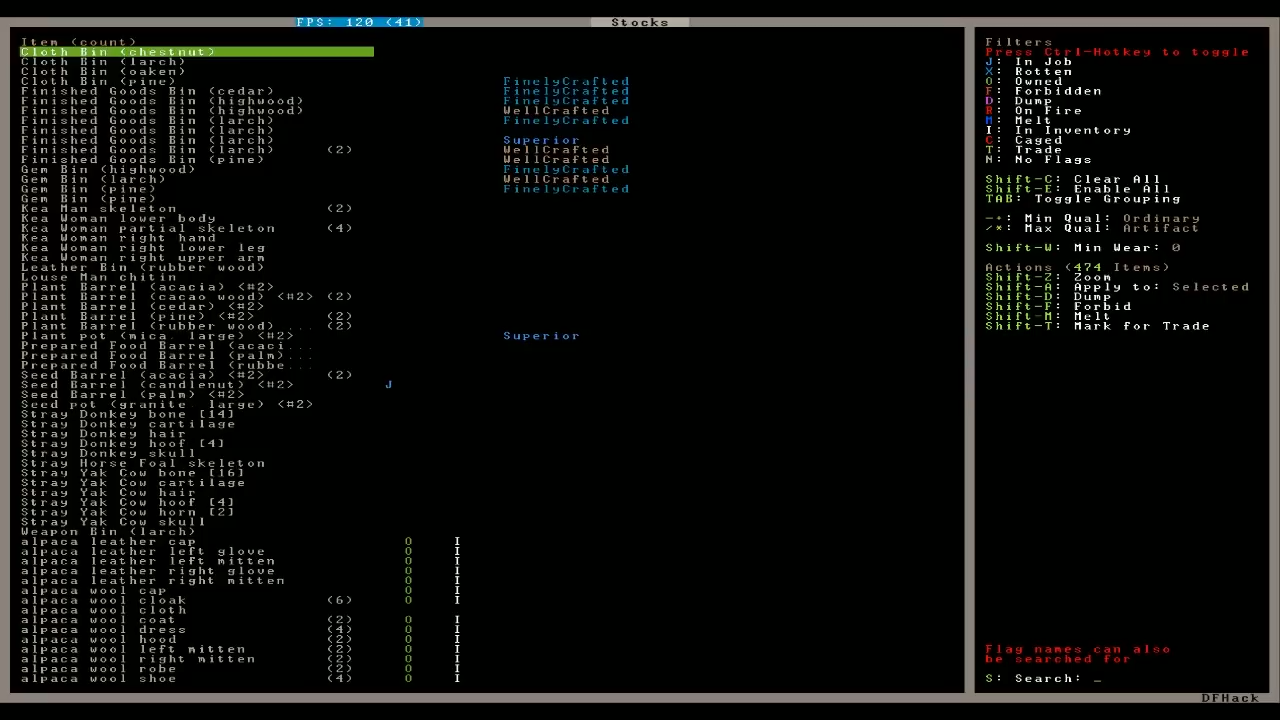 FPS: 120 (41)
Stocks
Item (count)
Cloth Bin (chestnut)
Cloth Bin (larch)
Cloth Bin (oaken)
Cloth Bin (pine) FinelyCrafted
Finished Goods Bin (cedar) FinelyCrafted
Finished Goods Bin (highwood) FinelyCrafted
Finished Goods Bin (highwood) WellCrafted
Finished Goods Bin (larch) FinelyCrafted
Finished Goods Bin (larch)
Finished Goods Bin (larch) Superior
Finished Goods Bin (larch) (2) WellCrafted
Finished Goods Bin (pine) WellCrafted
Gem Bin (highwood) FinelyCrafted
Gem Bin (larch) WellCrafted
Gem Bin (pine) FinelyCrafted
Gem Bin (pine)
Kea Man skeleton (2)
Kea Woman lower body
Kea Woman partial skeleton (4)
Kea Woman right hand
Kea Woman right lower leg
Kea Woman right upper arm
Leather Bin (rubber wood)
Louse Man chitin
Plant Barrel (acacia) <#2>
Plant Barrel (cacao wood) <#2> (2)
Plant Barrel (cedar) <#2>
Plant Barrel (pine) <#2> (2)
Plant Barrel (rubber wood) ... (2)
Plant pot (mica, large) <#2> Superior
Prepared Food Barrel (acaci...
Prepared Food Barrel (palm)...
Prepared Food Barrel (rubbe...
Seed Barrel (acacia) <#2> (2)
Seed Barrel (candlenut) <#2> J
Seed Barrel (palm) <#2>
Seed pot (granite, large) <#2>
Stray Donkey bone [14]
Stray Donkey cartilage
Stray Donkey hair
Stray Donkey hoof [4]
Stray Donkey skull
Stray Horse Foal skeleton
Stray Yak Cow bone [16]
Stray Yak Cow cartilage
Stray Yak Cow hair
Stray Yak Cow hoof [4]
Stray Yak Cow horn [2]
Stray Yak Cow skull
Weapon Bin (larch)
alpaca leather cap O I
alpaca leather left glove O I
alpaca leather left mitten O I
alpaca leather right glove O I
alpaca leather right mitten O I
alpaca wool cap O I
alpaca wool cloak (6) O I
alpaca wool cloth
alpaca wool coat (2) O I
alpaca wool dress (4) O I
alpaca wool hood (2) O I
alpaca wool left mitten (2) O I
alpaca wool right mitten (2) O I
alpaca wool robe (2) O I
alpaca wool shoe (4) O I
Filters
Press Ctrl-Hotkey to toggle
J: In Job
X: Rotten
O: Owned
F: Forbidden
D: Dump
R: On Fire
M: Melt
I: In Inventory
C: Caged
T: Trade
N: No Flags
Shift-C: Clear All
Shift-E: Enable All
TAB: Toggle Grouping
-+: Min Qual: Ordinary
/*: Max Qual: Artifact
Shift-W: Min Wear: 0
Actions (474 Items)
Shift-Z: Zoom
Shift-A: Apply to: Selected
Shift-D: Dump
Shift-F: Forbid
Shift-M: Melt
Shift-T: Mark for Trade
Flag names can also
be searched for
S: Search: _
DFHack